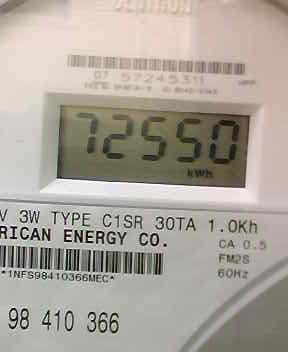 07 57245311
72550
kWh
V 3W TYPE C1SR 30TA 1.0Kh
RICAN ENERGY CO.
CA 0.5
FM2S
60Hz
*1NFS98410366MEC*
98 410 366